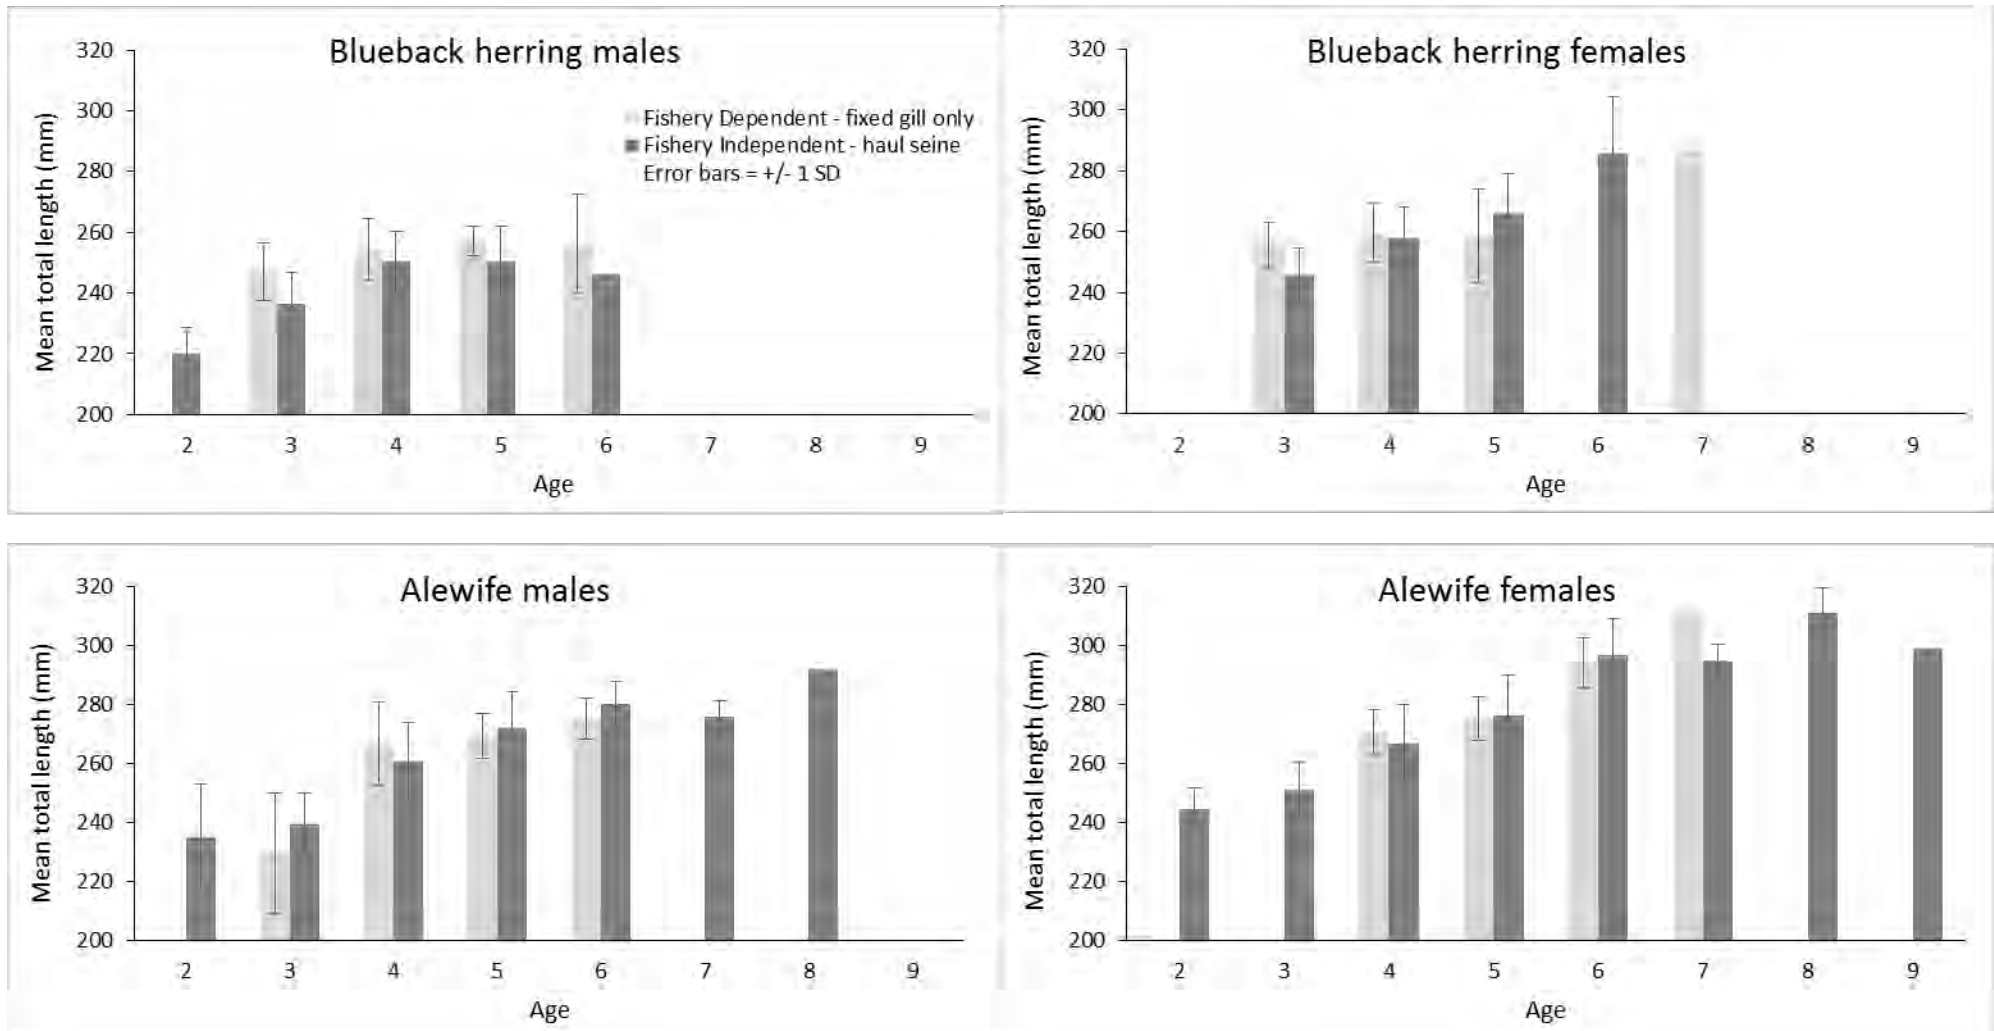 Blueback herring males
320
300
280
260
240
220
200
Mean total length (mm)
Fishery Dependent - fixed gill only
Fishery Independent - haul seine
Error bars = +/- 1 SD
2 3 4 5 6 7 8 9
Age
Blueback herring females
320
300
280
260
240
220
200
Mean total length (mm)
2 3 4 5 6 7 8 9
Age
Alewife males
320
300
280
260
240
220
200
Mean total length (mm)
2 3 4 5 6 7 8 9
Age
Alewife females
320
300
280
260
240
220
200
Mean total length (mm)
2 3 4 5 6 7 8 9
Age